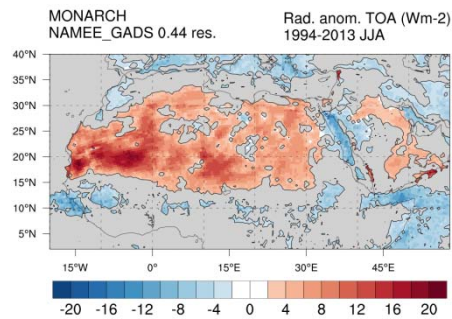 MONARCH
NAMEE_GADS 0.44 res.
Rad. anom. TOA (Wm-2)
1994-2013 JJA
40°N
35°N
30°N
25°N
20°N
15°N
10°N
5°N
15°W 0° 15°E 30°E 45°E
-20 -16 -12 -8 -4 0 4 8 12 16 20